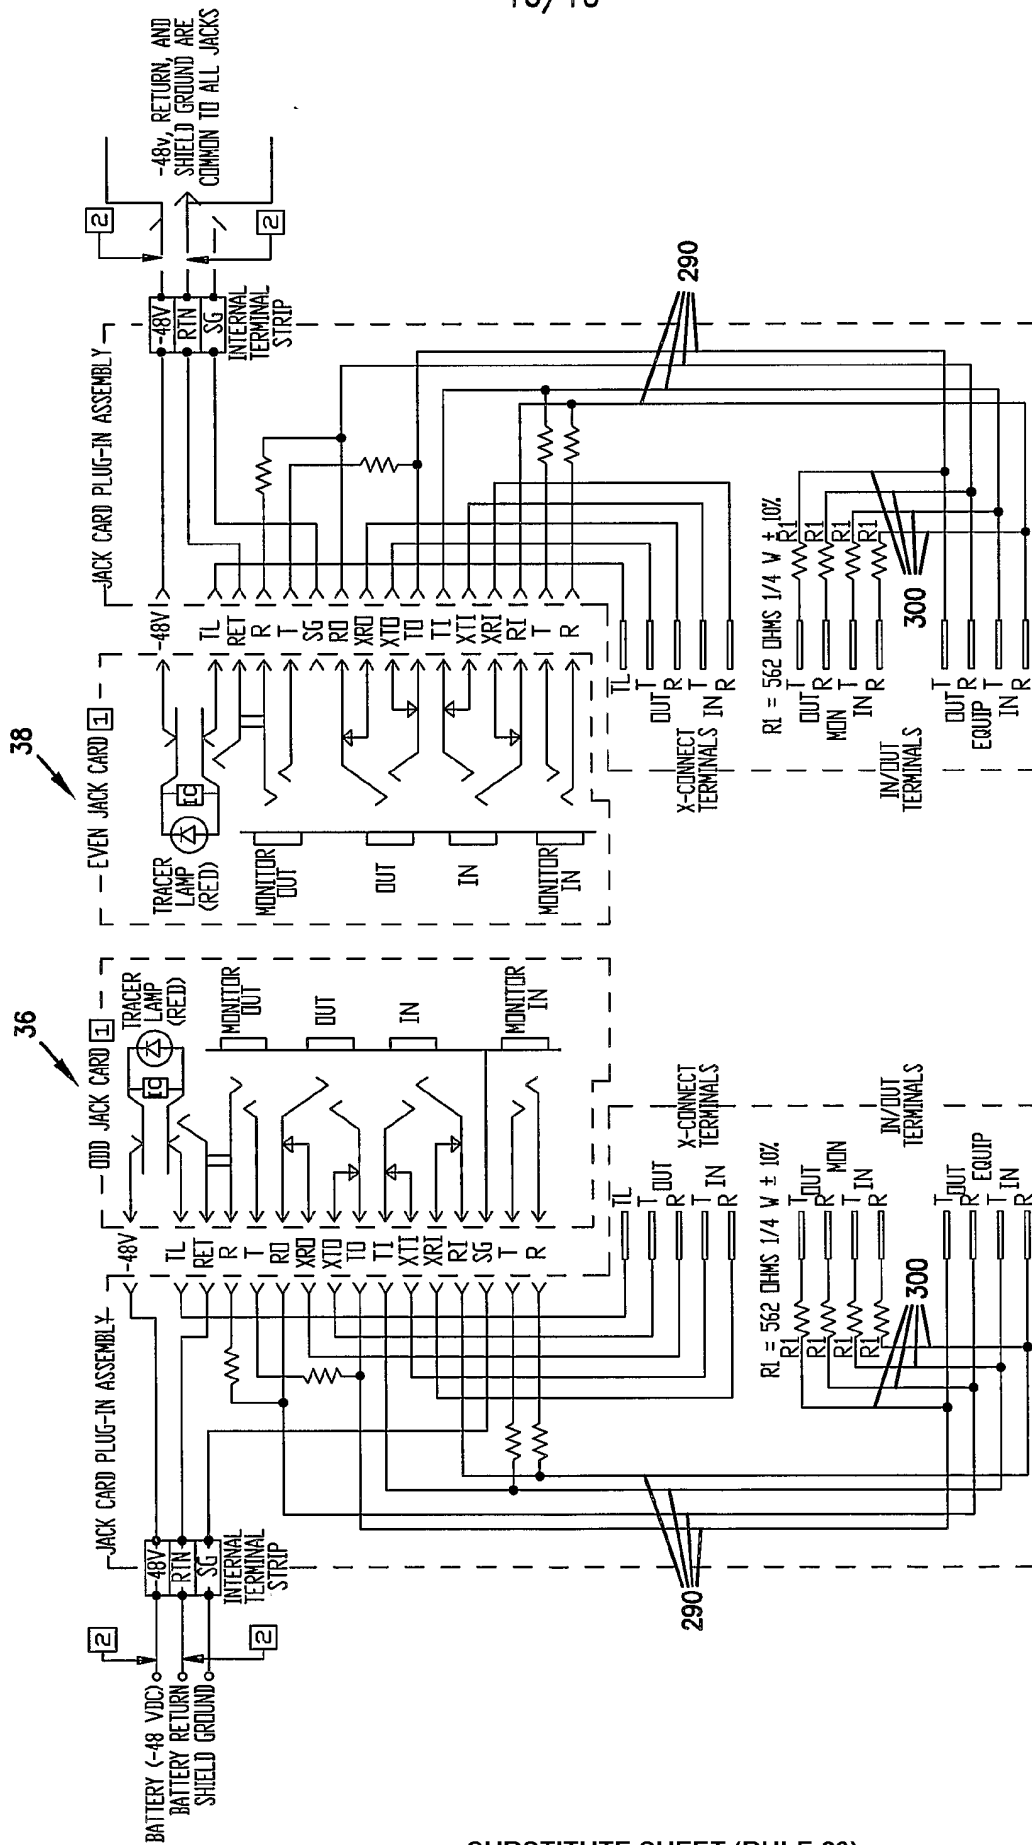 -48v, RETURN, AND
SHIELD GROUND ARE
COMMON TO ALL JACKS
2
2
-48V
RTN
SG
INTERNAL
TERMINAL
STRIP
290
JACK CARD PLUG-IN ASSEMBLY
R1 = 562 OHMS 1/4 W ± 10%
R1
R1
R1
R1
300
-48V
TL
RET
R
T
SG
RO
XRO
XTO
TO
TI
XTI
XRI
RI
T
R
TL
T
OUT
R
T
IN
R
X-CONNECT
TERMINALS
T
OUT
R
MON
T
IN
R
IN/OUT
TERMINALS
T
OUT
R
EQUIP
T
IN
R
38
EVEN JACK CARD 1
TRACER
LAMP
(RED)
MONITOR
OUT
OUT
IN
MONITOR
IN
IC
36
ODD JACK CARD 1
TRACER
LAMP
(RED)
IC
MONITOR
OUT
OUT
IN
MONITOR
IN
X-CONNECT
TERMINALS
IN/OUT
TERMINALS
-48V
TL
RET
R
T
RO
XRO
XTO
TO
TI
XTI
XRI
RI
SG
T
R
TL
T
OUT
R
T
IN
R
R1 = 562 OHMS 1/4 W ± 10%
T
OUT
R
MON
T
IN
R
R1
R1
R1
R1
300
T
OUT
R
EQUIP
T
IN
R
JACK CARD PLUG-IN ASSEMBLY
48V
RTN
SG
INTERNAL
TERMINAL
STRIP
290
2
2
BATTERY (-48 VDC)
BATTERY RETURN
SHIELD GROUND